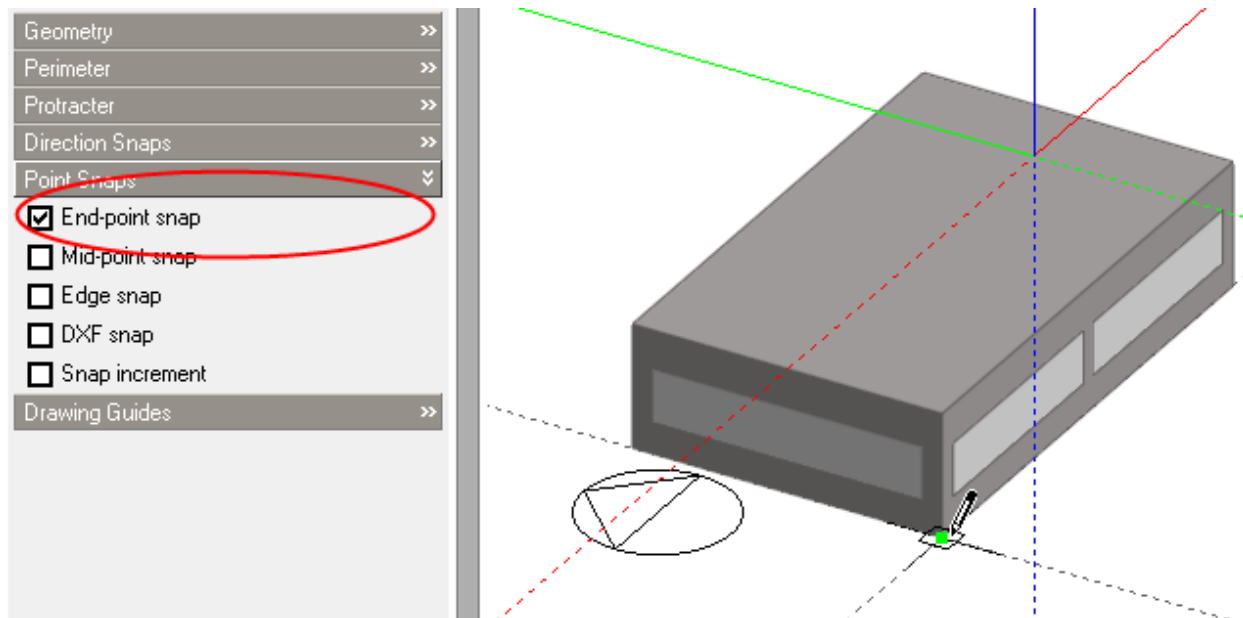 Geometry
Perimeter
Protracter
Direction Snaps
Point Snaps
End-point snap
Mid-point snap
Edge snap
DXF snap
Snap increment
Drawing Guides